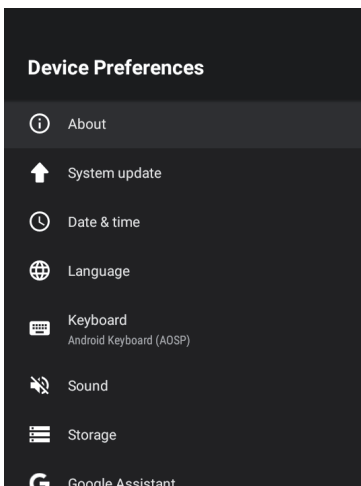 Device Preferences
About
System update
Date & time
Language
Keyboard
Android Keyboard (AOSP)
Sound
Storage
Google Assistant